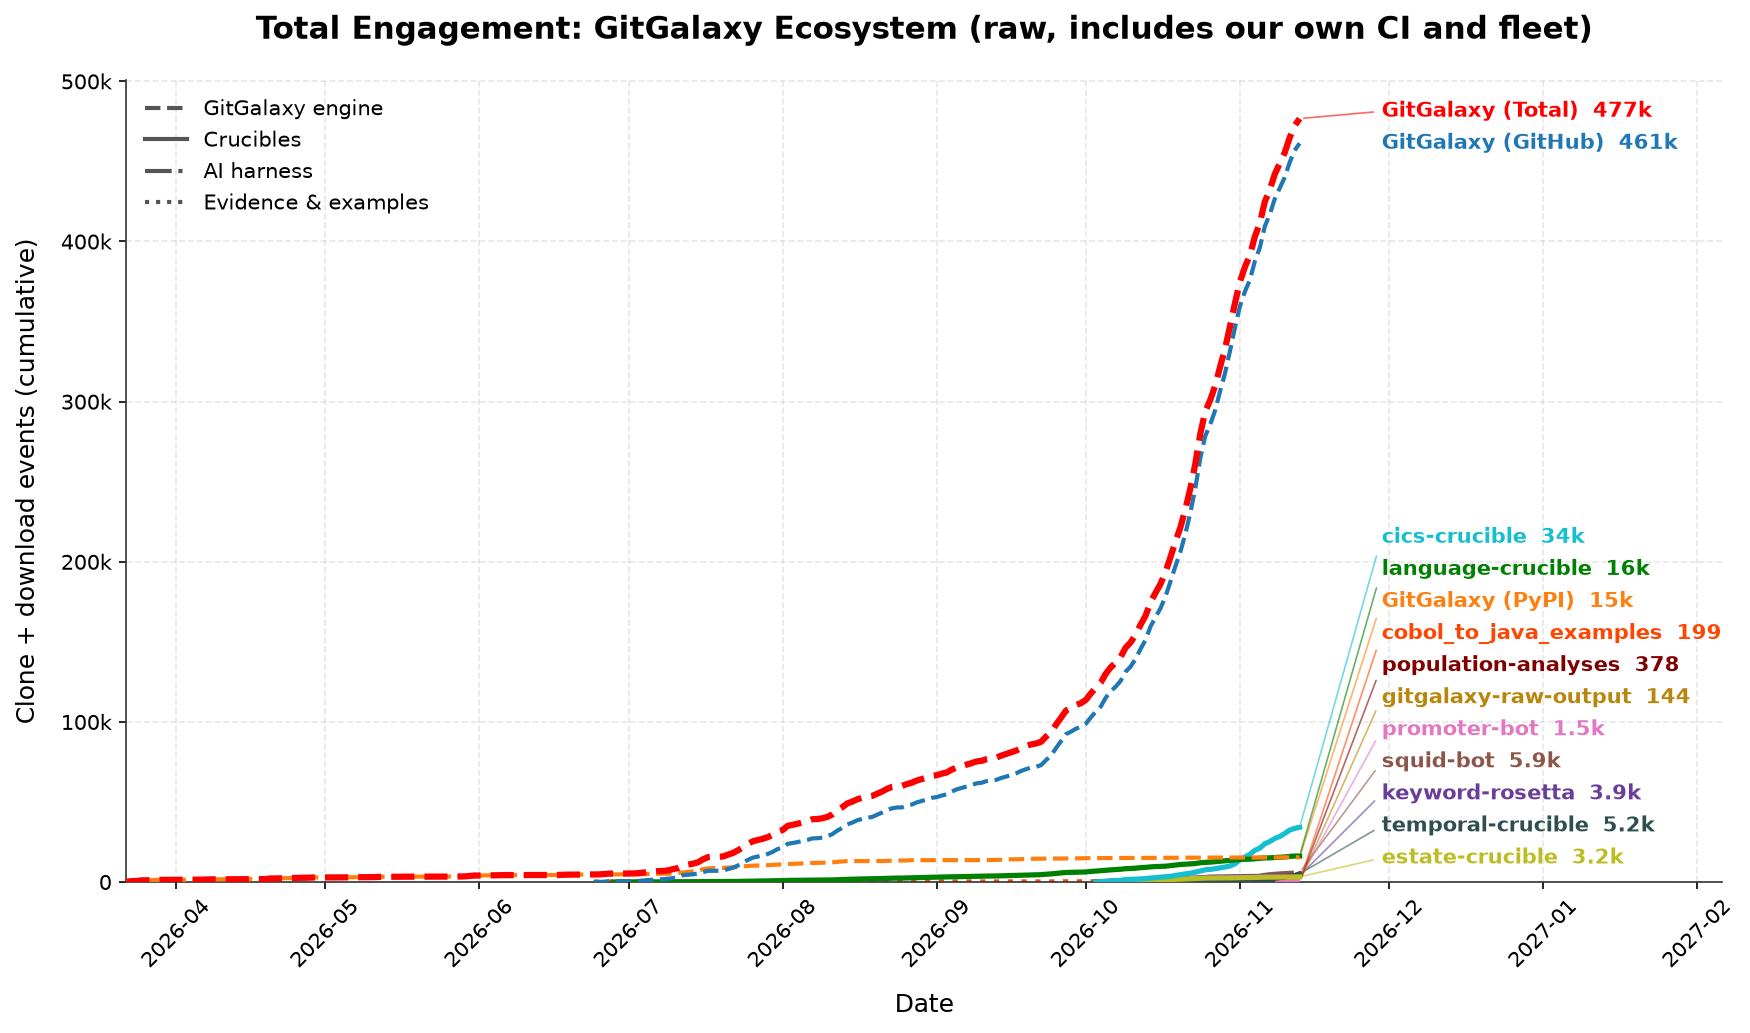 Total Engagement: GitGalaxy Ecosystem (raw, includes our own CI and fleet)
Clone + download events (cumulative)
500k
400k
300k
200k
100k
0
GitGalaxy engine
Crucibles
AI harness
Evidence & examples
GitGalaxy (Total) 477k
GitGalaxy (GitHub) 461k
cics-crucible 34k
language-crucible 16k
GitGalaxy (PyPI) 15k
cobol_to_java_examples 199
population-analyses 378
gitgalaxy-raw-output 144
promoter-bot 1.5k
squid-bot 5.9k
keyword-rosetta 3.9k
temporal-crucible 5.2k
estate-crucible 3.2k
2026-04
2026-05
2026-06
2026-07
2026-08
2026-09
2026-10
2026-11
2026-12
2027-01
2027-02
Date